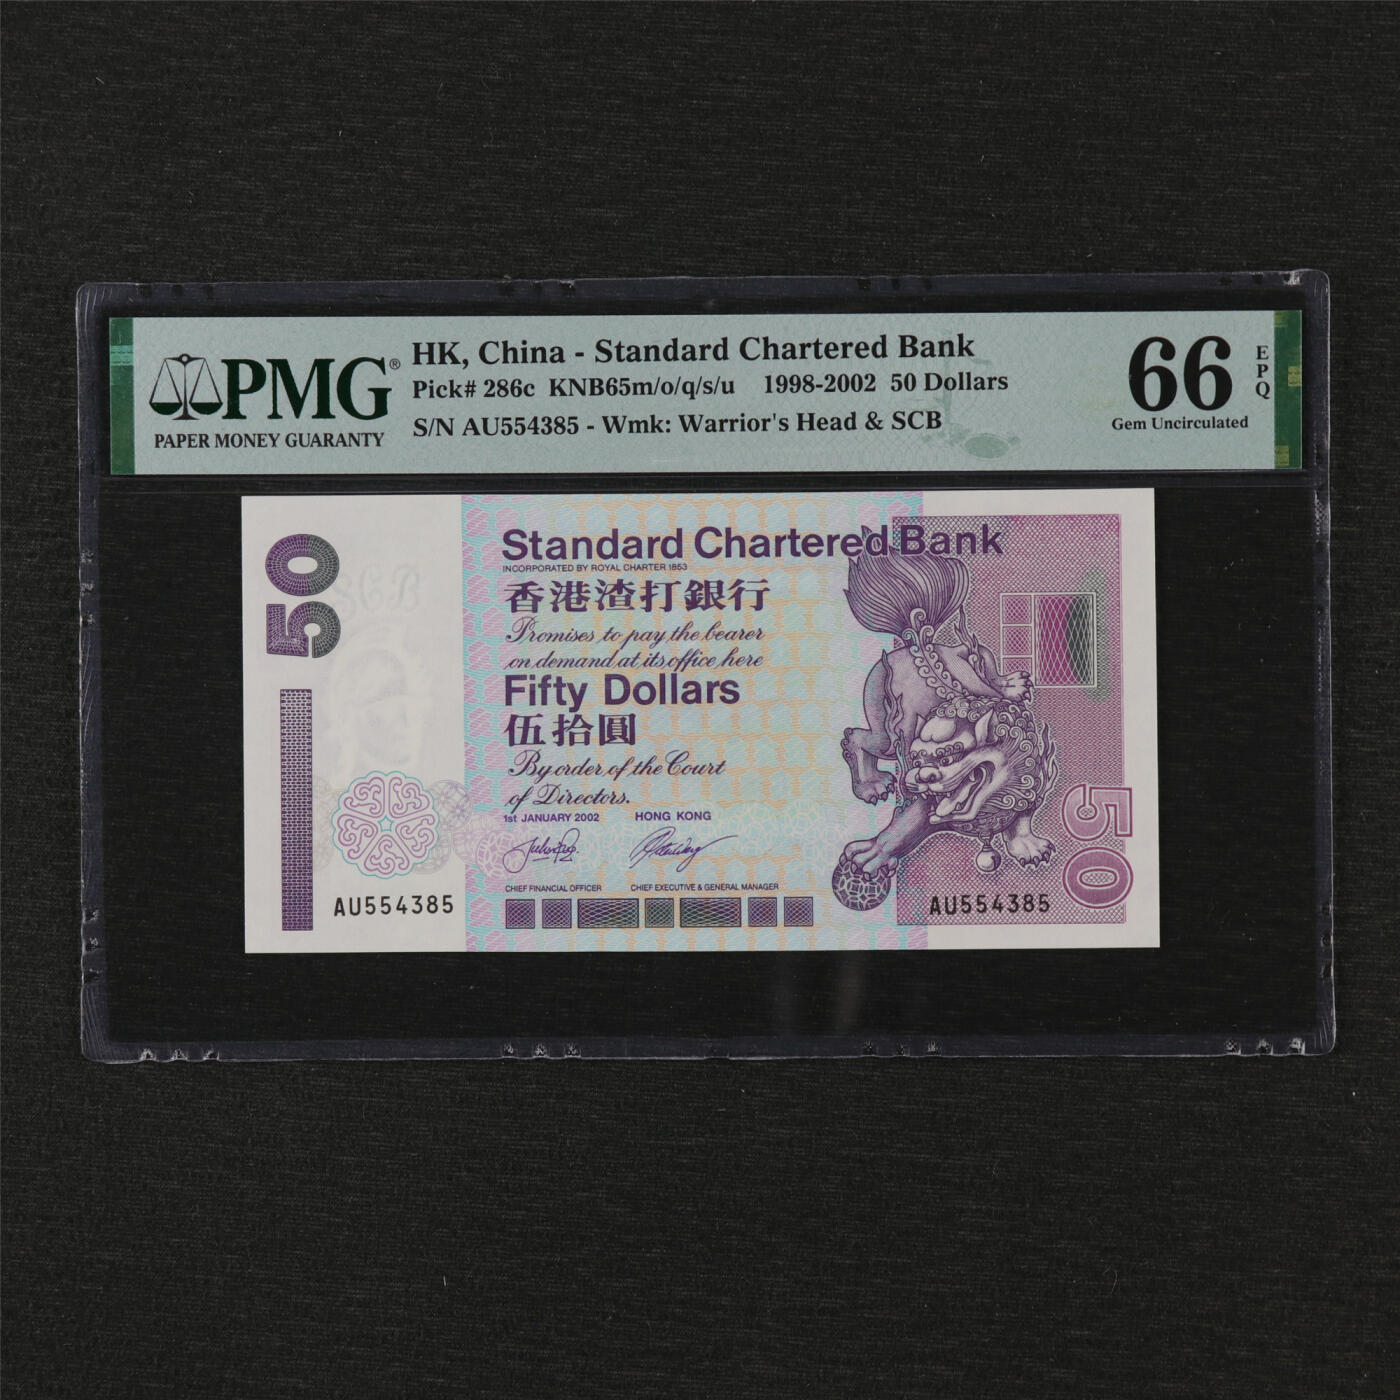 PMG®
PAPER MONEY GUARANTY
HK, China - Standard Chartered Bank
Pick# 286c KNB65m/o/q/s/u 1998-2002 50 Dollars
S/N AU554385 - Wmk: Warrior's Head & SCB
66
EPQ
Gem Uncirculated
50
SCB
Standard Chartered Bank
INCORPORATED BY ROYAL CHARTER 1853
香港渣打銀行
Promises to pay the bearer
on demand at its office here
Fifty Dollars
伍拾圓
By order of the Court
of Directors.
1st JANUARY 2002 HONG KONG
CHIEF FINANCIAL OFFICER CHIEF EXECUTIVE & GENERAL MANAGER
AU554385
AU554385
50